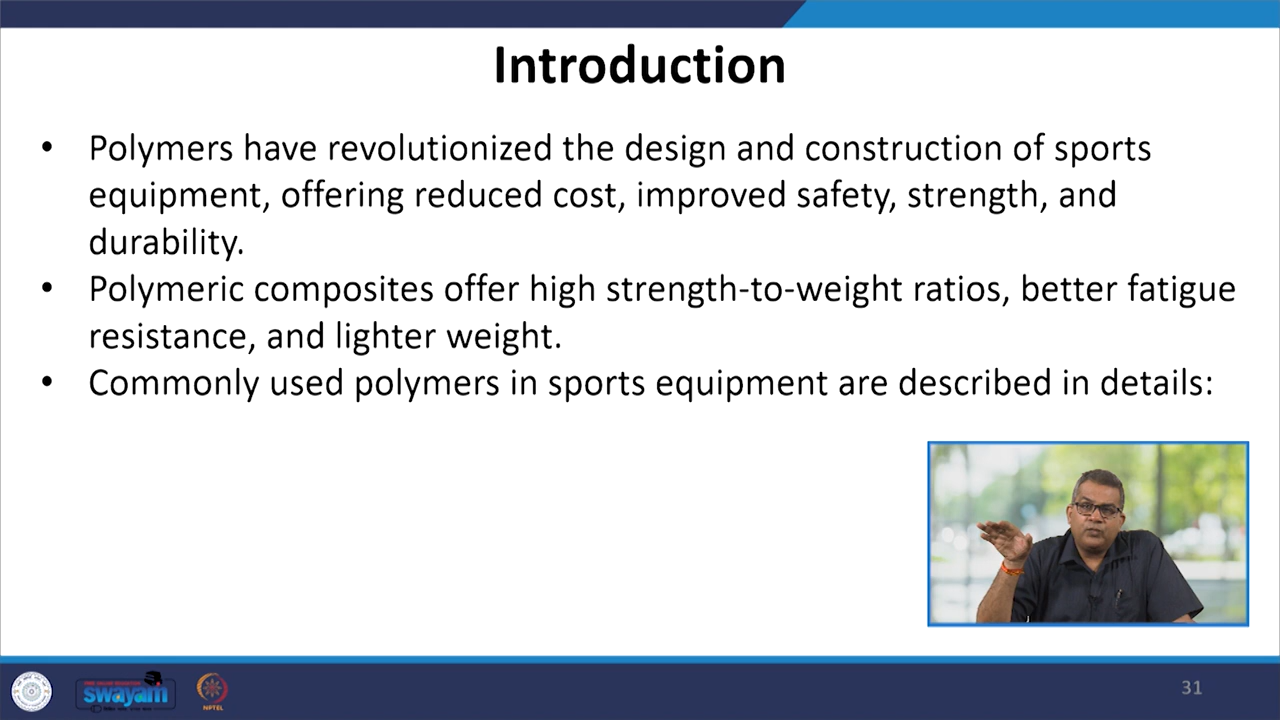 Introduction
• Polymers have revolutionized the design and construction of sports
equipment, offering reduced cost, improved safety, strength, and
durability.
• Polymeric composites offer high strength-to-weight ratios, better fatigue
resistance, and lighter weight.
• Commonly used polymers in sports equipment are described in details:
swayam
NPTEL
31